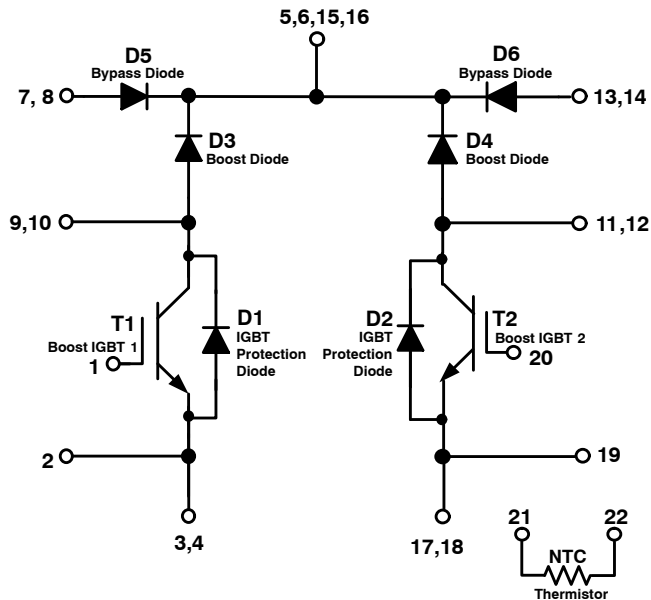 5,6,15,16
D5
Bypass Diode
D6
Bypass Diode
7, 8
13,14
D3
Boost Diode
D4
Boost Diode
9,10
11,12
T1
Boost IGBT 1
1
D1
IGBT
Protection
Diode
D2
IGBT
Protection
Diode
T2
Boost IGBT 2
20
2
19
3,4
17,18
21
22
NTC
Thermistor